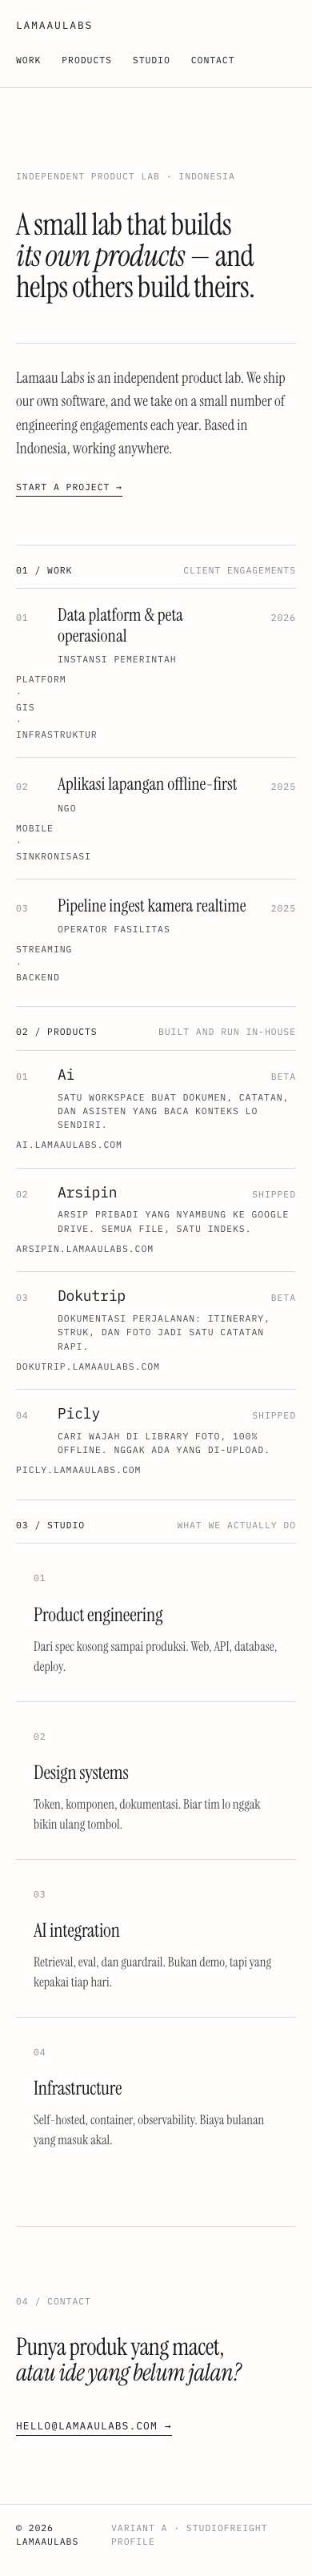 LAMAAULABS
WORK PRODUCTS STUDIO CONTACT
INDEPENDENT PRODUCT LAB · INDONESIA
A small lab that builds
its own products — and
helps others build theirs.
Lamaau Labs is an independent product lab. We ship
our own software, and we take on a small number of
engineering engagements each year. Based in
Indonesia, working anywhere.
START A PROJECT →
01 / WORK CLIENT ENGAGEMENTS
01 Data platform & peta 2026
operasional
INSTANSI PEMERINTAH
PLATFORM
·
GIS
·
INFRASTRUKTUR
02 Aplikasi lapangan offline-first 2025
NGO
MOBILE
·
SINKRONISASI
03 Pipeline ingest kamera realtime 2025
OPERATOR FASILITAS
STREAMING
·
BACKEND
02 / PRODUCTS BUILT AND RUN IN-HOUSE
01 Ai BETA
SATU WORKSPACE BUAT DOKUMEN, CATATAN,
DAN ASISTEN YANG BACA KONTEKS LO
SENDIRI.
AI.LAMAAULABS.COM
02 Arsipin SHIPPED
ARSIP PRIBADI YANG NYAMBUNG KE GOOGLE
DRIVE. SEMUA FILE, SATU INDEKS.
ARSIPIN.LAMAAULABS.COM
03 Dokutrip BETA
DOKUMENTASI PERJALANAN: ITINERARY,
STRUK, DAN FOTO JADI SATU CATATAN
RAPI.
DOKUTRIP.LAMAAULABS.COM
04 Picly SHIPPED
CARI WAJAH DI LIBRARY FOTO, 100%
OFFLINE. NGGAK ADA YANG DI-UPLOAD.
PICLY.LAMAAULABS.COM
03 / STUDIO WHAT WE ACTUALLY DO
01
Product engineering
Dari spec kosong sampai produksi. Web, API, database,
deploy.
02
Design systems
Token, komponen, dokumentasi. Biar tim lo nggak
bikin ulang tombol.
03
AI integration
Retrieval, eval, dan guardrail. Bukan demo, tapi yang
kepakai tiap hari.
04
Infrastructure
Self-hosted, container, observability. Biaya bulanan
yang masuk akal.
04 / CONTACT
Punya produk yang macet,
atau ide yang belum jalan?
HELLO@LAMAAULABS.COM →
© 2026 VARIANT A · STUDIOFREIGHT
LAMAAULABS PROFILE